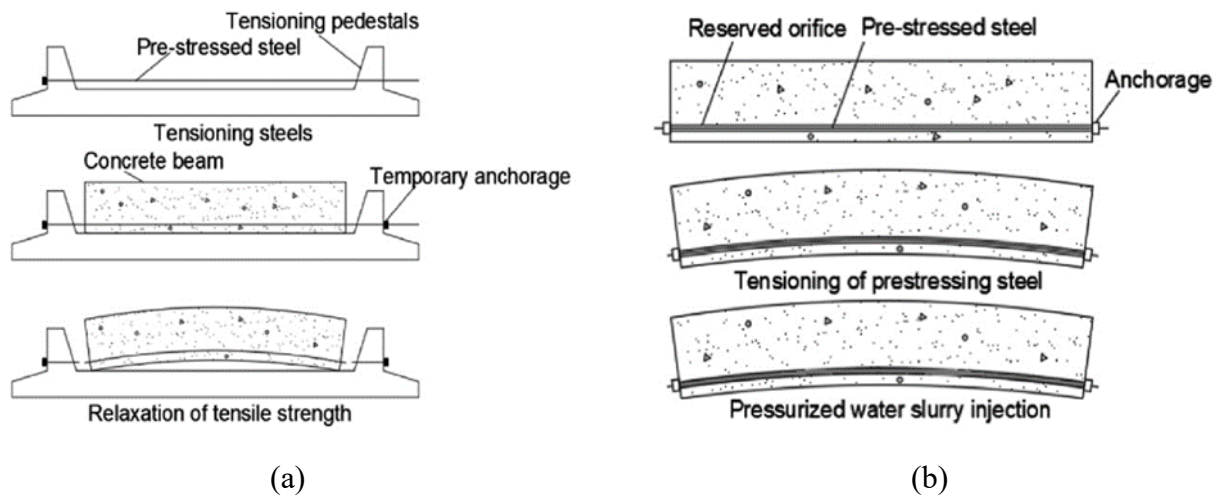 Tensioning pedestals
Pre-stressed steel
Tensioning steels
Concrete beam
Temporary anchorage
Relaxation of tensile strength
(a)
Reserved orifice
Pre-stressed steel
Anchorage
Tensioning of prestressing steel
Pressurized water slurry injection
(b)